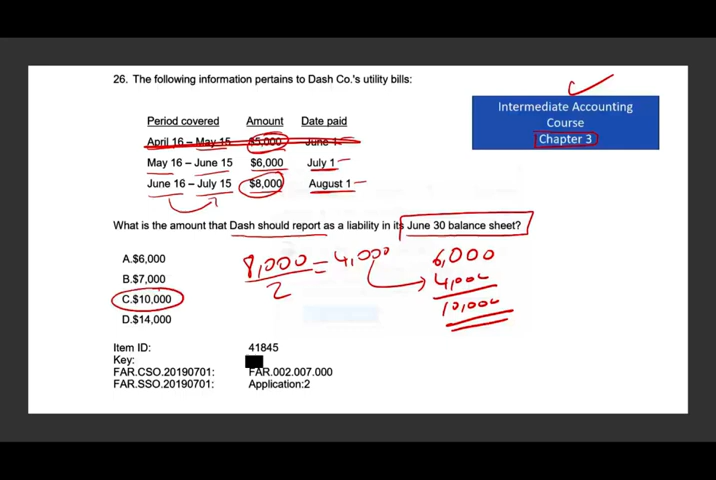 26. The following information pertains to Dash Co.'s utility bills:
Intermediate Accounting
Course
Chapter 3
Period covered Amount Date paid
April 16 – May 15 $5,000 June 1
May 16 – June 15 $6,000 July 1
June 16 – July 15 $8,000 August 1
What is the amount that Dash should report as a liability in its June 30 balance sheet?
A.$6,000
B.$7,000
C.$10,000
D.$14,000
8,000 = 4,000
2
6,000
4,000
10,000
Item ID: 41845
Key:
FAR.CSO.20190701: FAR.002.007.000
FAR.SSO.20190701: Application:2